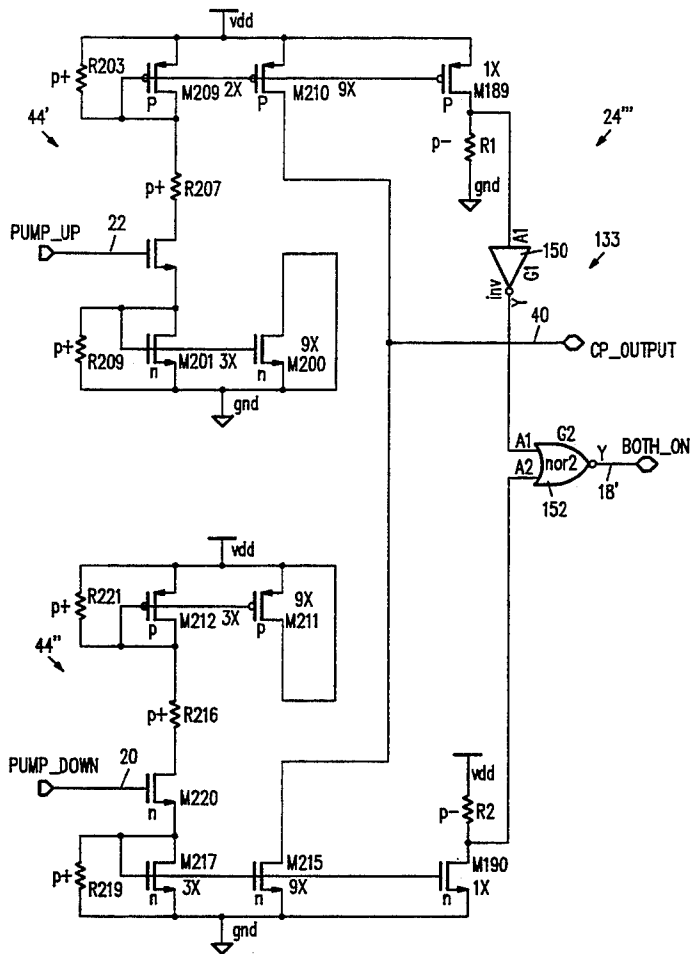 vdd
R203
p+
M209
2X
M210
9X
1X
M189
P
P
P
44'
24'''
p-
R1
gnd
p+
R207
PUMP_UP
22
A1
150
133
G1
inv
Y
40
CP_OUTPUT
p+
R209
M201
3X
9X
M200
n
n
gnd
A1
A2
G2
nor2
Y
BOTH_ON
18'
152
vdd
R221
p+
M212
3X
9X
M211
P
P
44"
p+
R216
PUMP_DOWN
20
M220
n
vdd
p-
R2
p+
R219
M217
3X
M215
9X
M190
1X
n
n
n
gnd